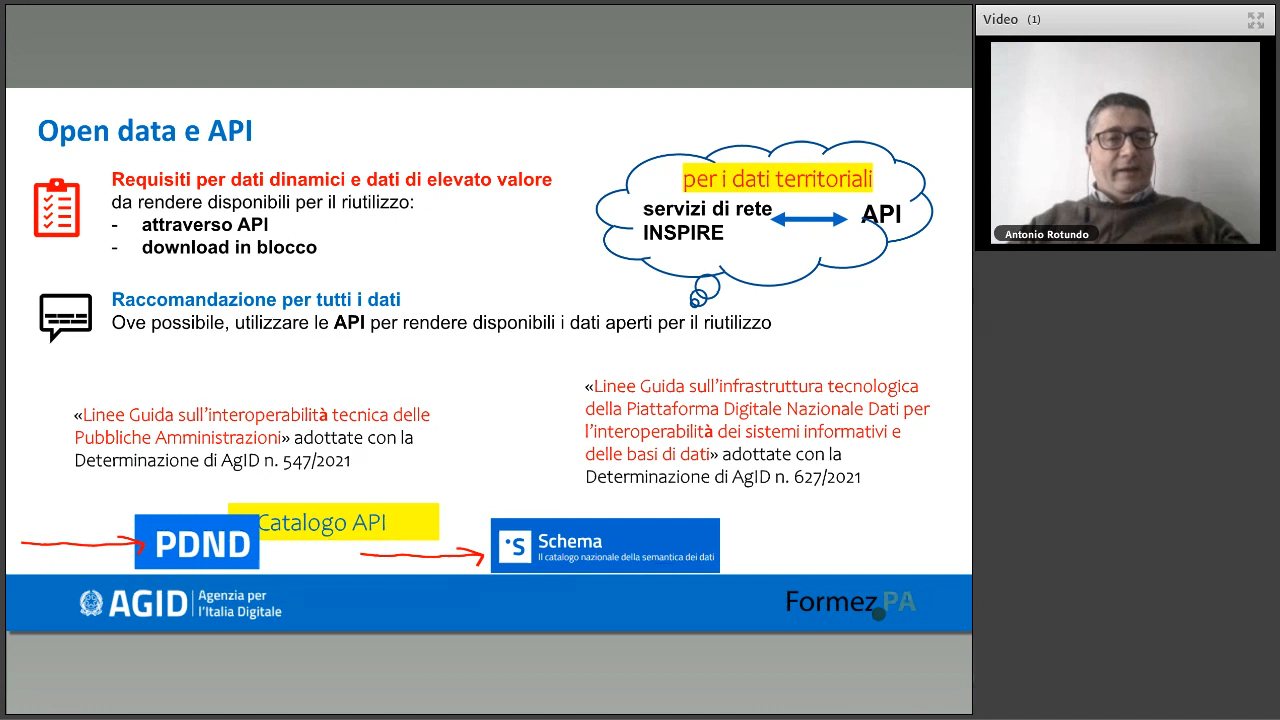 Video (1)
Antonio Rotundo
Open data e API
Requisiti per dati dinamici e dati di elevato valore
da rendere disponibili per il riutilizzo:
- attraverso API
- download in blocco
per i dati territoriali
servizi di rete
INSPIRE
API
Raccomandazione per tutti i dati
Ove possibile, utilizzare le API per rendere disponibili i dati aperti per il riutilizzo
«Linee Guida sull'interoperabilità tecnica delle
Pubbliche Amministrazioni» adottate con la
Determinazione di AgID n. 547/2021
«Linee Guida sull'infrastruttura tecnologica
della Piattaforma Digitale Nazionale Dati per
l'interoperabilità dei sistemi informativi e
delle basi di dati» adottate con la
Determinazione di AgID n. 627/2021
Catalogo API
PDND
·S
Schema
Il catalogo nazionale della semantica dei dati
AGID
Agenzia per
l'Italia Digitale
Formez PA